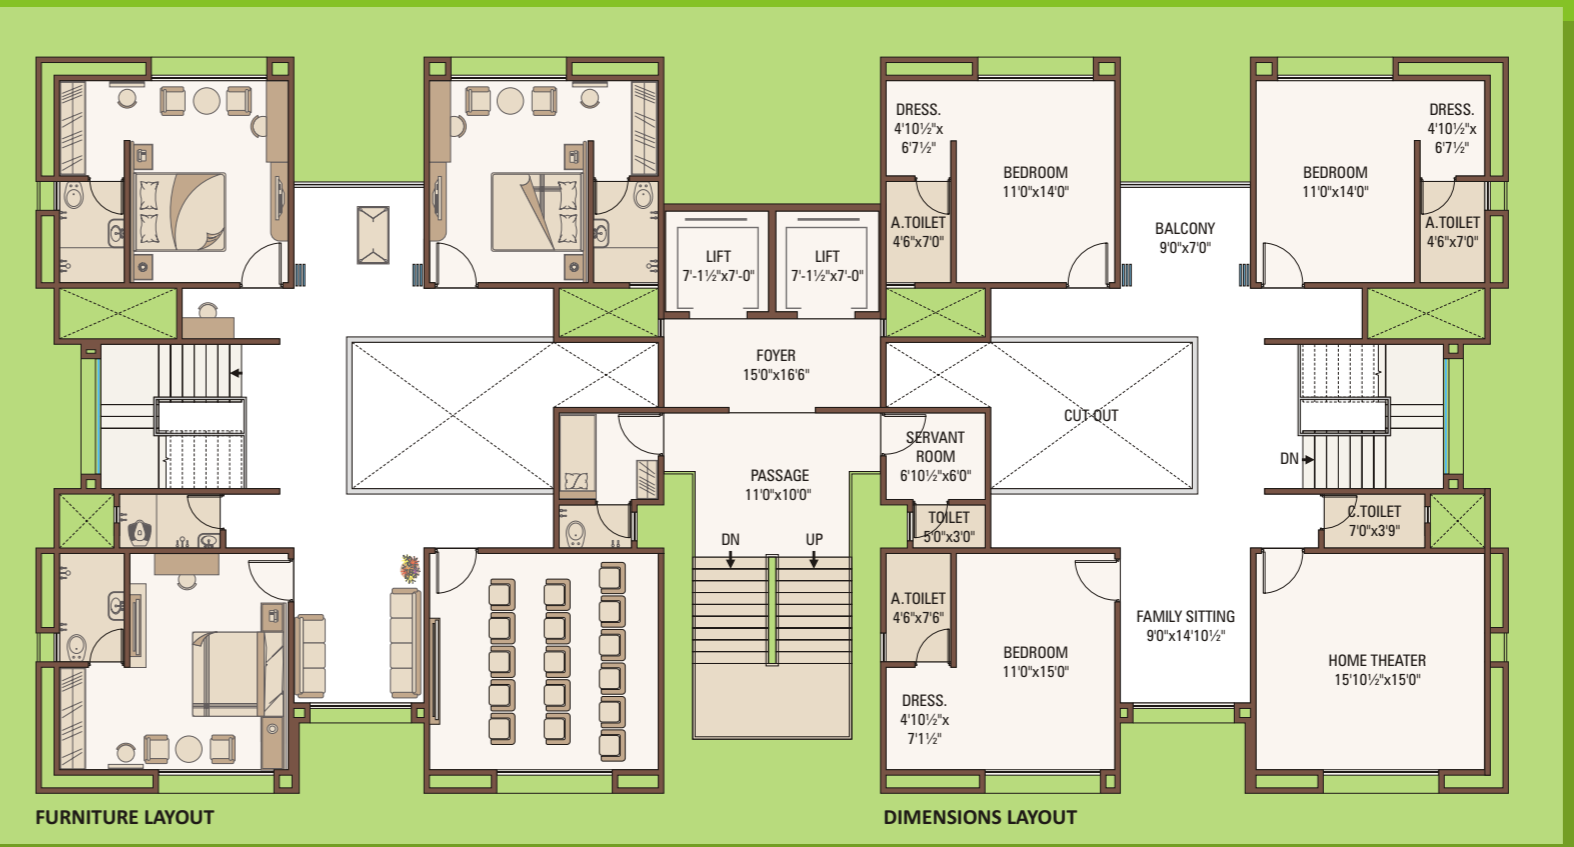 DRESS.
4'10½"x
6'7½"
BEDROOM
11'0"x14'0"
A.TOILET
4'6"x7'0"
BALCONY
9'0"x7'0"
BEDROOM
11'0"x14'0"
DRESS.
4'10½"x
6'7½"
A.TOILET
4'6"x7'0"
LIFT
7'-1½"x7'-0"
LIFT
7'-1½"x7'-0"
FOYER
15'0"x16'6"
CUT OUT
SERVANT
ROOM
6'10½"x6'0"
PASSAGE
11'0"x10'0"
DN
TOILET
5'0"x3'0"
C.TOILET
7'0"x3'9"
DN
UP
A.TOILET
4'6"x7'6"
BEDROOM
11'0"x15'0"
DRESS.
4'10½"x
7'1½"
FAMILY SITTING
9'0"x14'10½"
HOME THEATER
15'10½"x15'0"
FURNITURE LAYOUT
DIMENSIONS LAYOUT